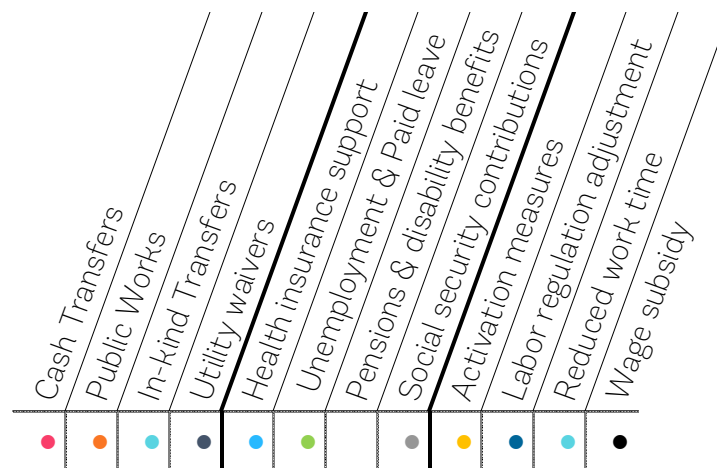 Cash Transfers
Public Works
In-kind Transfers
Utility waivers
Health insurance support
Unemployment & Paid leave
Pensions & disability benefits
Social security contributions
Activation measures
Labor regulation adjustment
Reduced work time
Wage subsidy